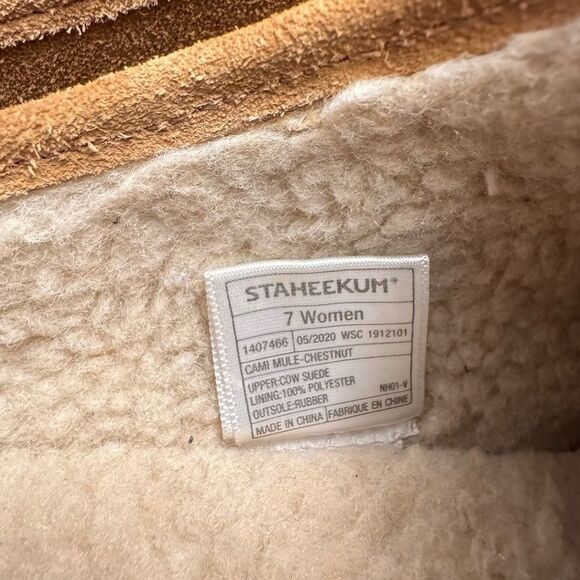 STAHEEKUM®
7 Women
1407466 05/2020 WSC 1912101
CAMI MULE-CHESTNUT
UPPER:COW SUEDE
LINING:100% POLYESTER NH01-V
OUTSOLE:RUBBER
MADE IN CHINA FABRIQUE EN CHINE